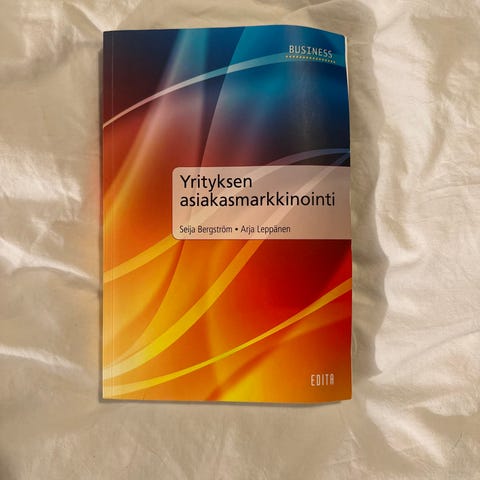 BUSINESS
Yrityksen
asiakasmarkkinointi
Seija Bergström • Arja Leppänen
EDITA